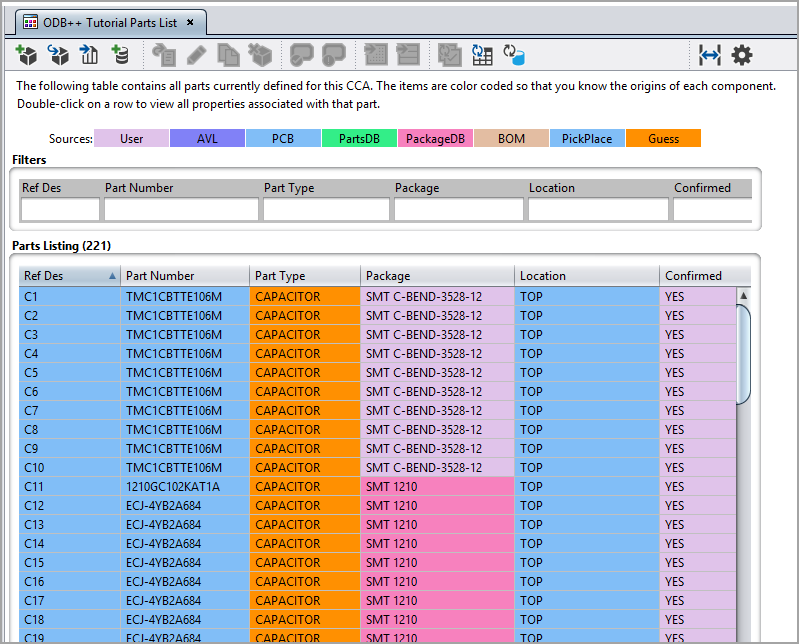 ODB++ Tutorial Parts List ×
The following table contains all parts currently defined for this CCA. The items are color coded so that you know the origins of each component.
Double-click on a row to view all properties associated with that part.
Sources: User AVL PCB PartsDB PackageDB BOM PickPlace Guess
Filters
Ref Des Part Number Part Type Package Location Confirmed
Parts Listing (221)
Ref Des Part Number Part Type Package Location Confirmed
C1 TMC1CBTTE106M CAPACITOR SMT C-BEND-3528-12 TOP YES
C2 TMC1CBTTE106M CAPACITOR SMT C-BEND-3528-12 TOP YES
C3 TMC1CBTTE106M CAPACITOR SMT C-BEND-3528-12 TOP YES
C4 TMC1CBTTE106M CAPACITOR SMT C-BEND-3528-12 TOP YES
C5 TMC1CBTTE106M CAPACITOR SMT C-BEND-3528-12 TOP YES
C6 TMC1CBTTE106M CAPACITOR SMT C-BEND-3528-12 TOP YES
C7 TMC1CBTTE106M CAPACITOR SMT C-BEND-3528-12 TOP YES
C8 TMC1CBTTE106M CAPACITOR SMT C-BEND-3528-12 TOP YES
C9 TMC1CBTTE106M CAPACITOR SMT C-BEND-3528-12 TOP YES
C10 TMC1CBTTE106M CAPACITOR SMT C-BEND-3528-12 TOP YES
C11 1210GC102KAT1A CAPACITOR SMT 1210 TOP YES
C12 ECJ-4YB2A684 CAPACITOR SMT 1210 TOP YES
C13 ECJ-4YB2A684 CAPACITOR SMT 1210 TOP YES
C14 ECJ-4YB2A684 CAPACITOR SMT 1210 TOP YES
C15 ECJ-4YB2A684 CAPACITOR SMT 1210 TOP YES
C16 ECJ-4YB2A684 CAPACITOR SMT 1210 TOP YES
C17 ECJ-4YB2A684 CAPACITOR SMT 1210 TOP YES
C18 ECJ-4YB2A684 CAPACITOR SMT 1210 TOP YES
C19 ECJ-4YB2A684 CAPACITOR SMT 1210 TOP YES